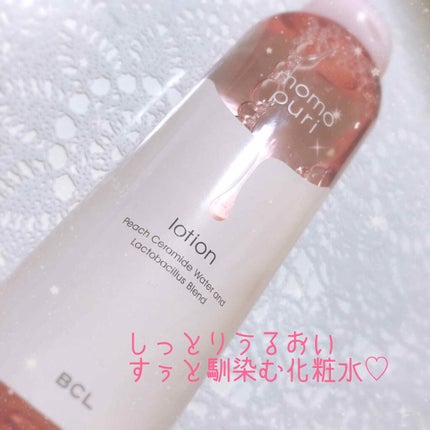 momo
puri
lotion
Peach Ceramide Water and
Lactobacillus Blend
BCL
しっとりうるおい
すぅと馴染む化粧水♡